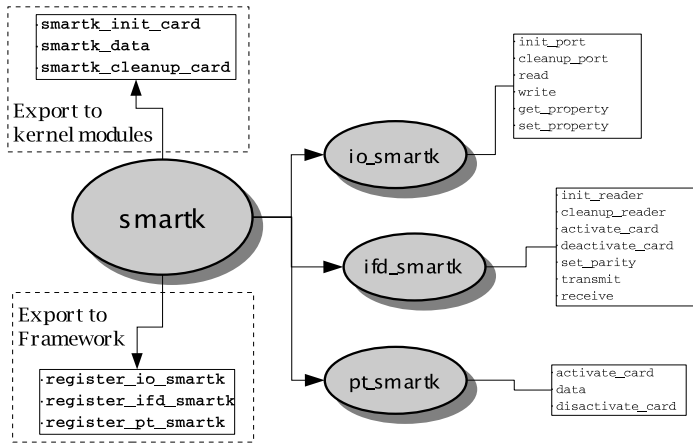 smartk_init_card
smartk_data
smartk_cleanup_card
Export to
kernel modules
smartk
Export to
Framework
register_io_smartk
register_ifd_smartk
register_pt_smartk
io_smartk
init_port
cleanup_port
read
write
get_property
set_property
ifd_smartk
init_reader
cleanup_reader
activate_card
deactivate_card
set_parity
transmit
receive
pt_smartk
activate_card
data
disactivate_card